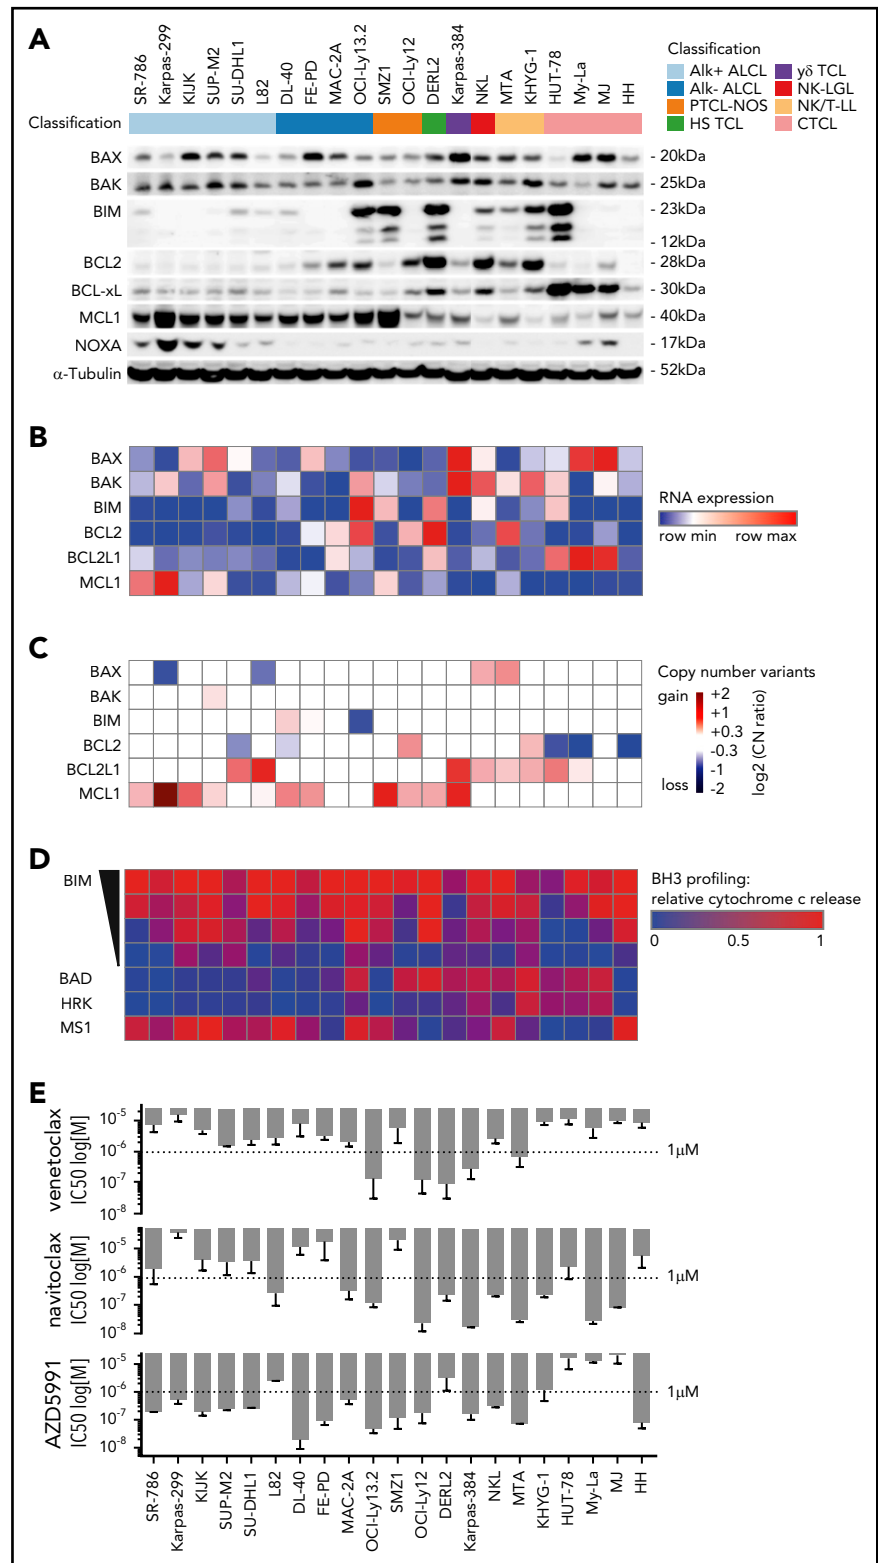 A
SR-786
Karpas-299
KIJK
SUP-M2
SU-DHL1
L82
DL-40
FE-PD
MAC-2A
OCI-Ly13.2
SMZ1
OCI-Ly12
DERL2
Karpas-384
NKL
MTA
KHYG-1
HUT-78
My-La
MJ
HH
Classification
Alk+ ALCL
Alk- ALCL
PTCL-NOS
HS TCL
yδ TCL
NK-LGL
NK/T-LL
CTCL
Classification
BAX
- 20kDa
BAK
- 25kDa
BIM
- 23kDa
- 12kDa
BCL2
- 28kDa
BCL-xL
- 30kDa
MCL1
- 40kDa
NOXA
- 17kDa
α-Tubulin
- 52kDa
B
BAX
BAK
BIM
BCL2
BCL2L1
MCL1
RNA expression
row min row max
C
BAX
BAK
BIM
BCL2
BCL2L1
MCL1
Copy number variants
gain
loss
+2
+1
+0.3
-0.3
-1
-2
log2 (CN ratio)
D
BIM
BAD
HRK
MS1
BH3 profiling:
relative cytochrome c release
0 0.5 1
E
venetoclax
IC50 log[M]
10⁻⁵
10⁻⁶
10⁻⁷
10⁻⁸
1μM
navitoclax
IC50 log[M]
10⁻⁵
10⁻⁶
10⁻⁷
10⁻⁸
1μM
AZD5991
IC50 log[M]
10⁻⁵
10⁻⁶
10⁻⁷
10⁻⁸
1μM
SR-786
Karpas-299
KIJK
SUP-M2
SU-DHL1
L82
DL-40
FE-PD
MAC-2A
OCI-Ly13.2
SMZ1
OCI-Ly12
DERL2
Karpas-384
NKL
MTA
KHYG-1
HUT-78
My-La
MJ
HH